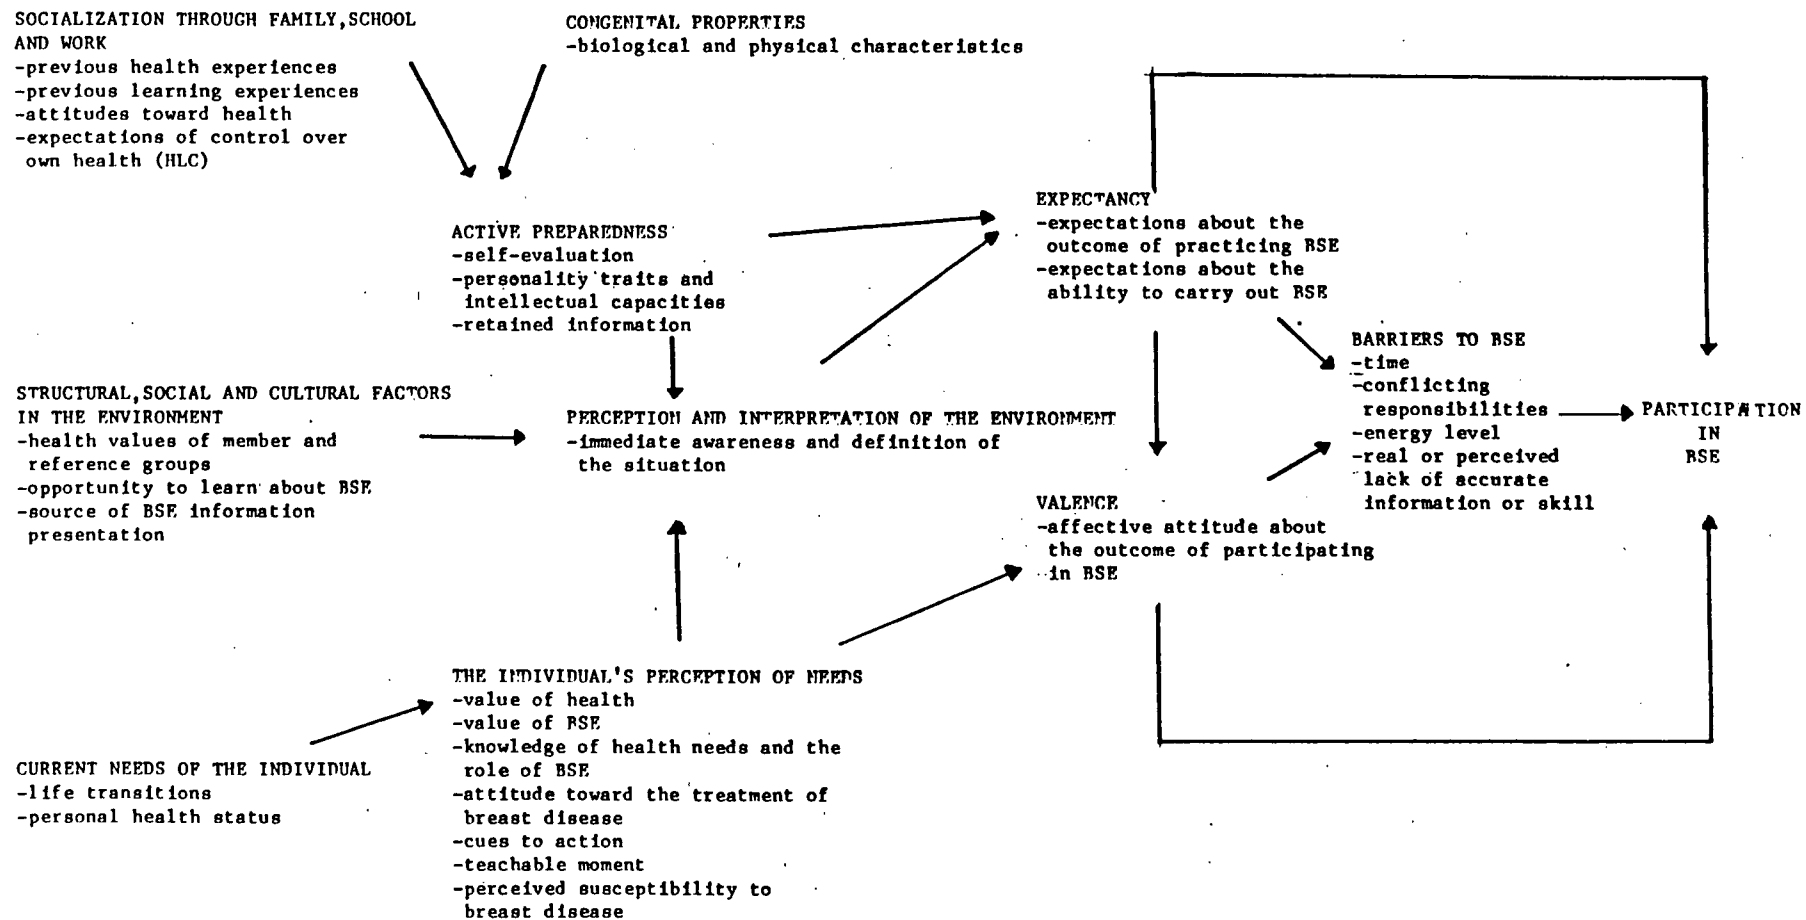 SOCIALIZATION THROUGH FAMILY,SCHOOL
AND WORK
-previous health experiences
-previous learning experiences
-attitudes toward health
-expectations of control over
own health (HLC)
CONGENITAL PROPERTIES
-biological and physical characteristics
ACTIVE PREPAREDNESS
-self-evaluation
-personality traits and
intellectual capacities
-retained information
EXPECTANCY
-expectations about the
outcome of practicing BSE
-expectations about the
ability to carry out BSE
STRUCTURAL,SOCIAL AND CULTURAL FACTORS
IN THE ENVIRONMENT
-health values of member and
reference groups
-opportunity to learn about BSE
-source of BSE information
presentation
PERCEPTION AND INTERPRETATION OF THE ENVIRONMENT
-immediate awareness and definition of
the situation
BARRIERS TO BSE
-time
-conflicting
responsibilities
-energy level
-real or perceived
lack of accurate
information or skill
PARTICIPATION
IN
BSE
VALENCE
-affective attitude about
the outcome of participating
in BSE
THE INDIVIDUAL'S PERCEPTION OF NEEDS
-value of health
-value of BSE
-knowledge of health needs and the
role of BSE
-attitude toward the treatment of
breast disease
-cues to action
-teachable moment
-perceived susceptibility to
breast disease
CURRENT NEEDS OF THE INDIVIDUAL
-life transitions
-personal health status